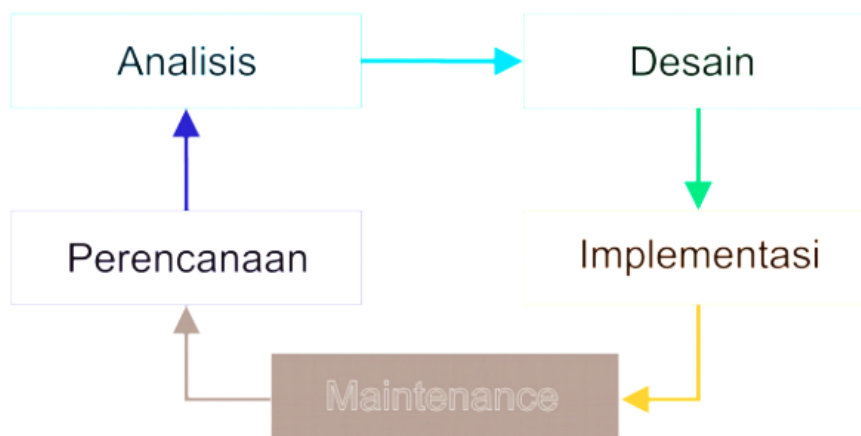 Analisis
Desain
Perencanaan
Implementasi
Maintenance